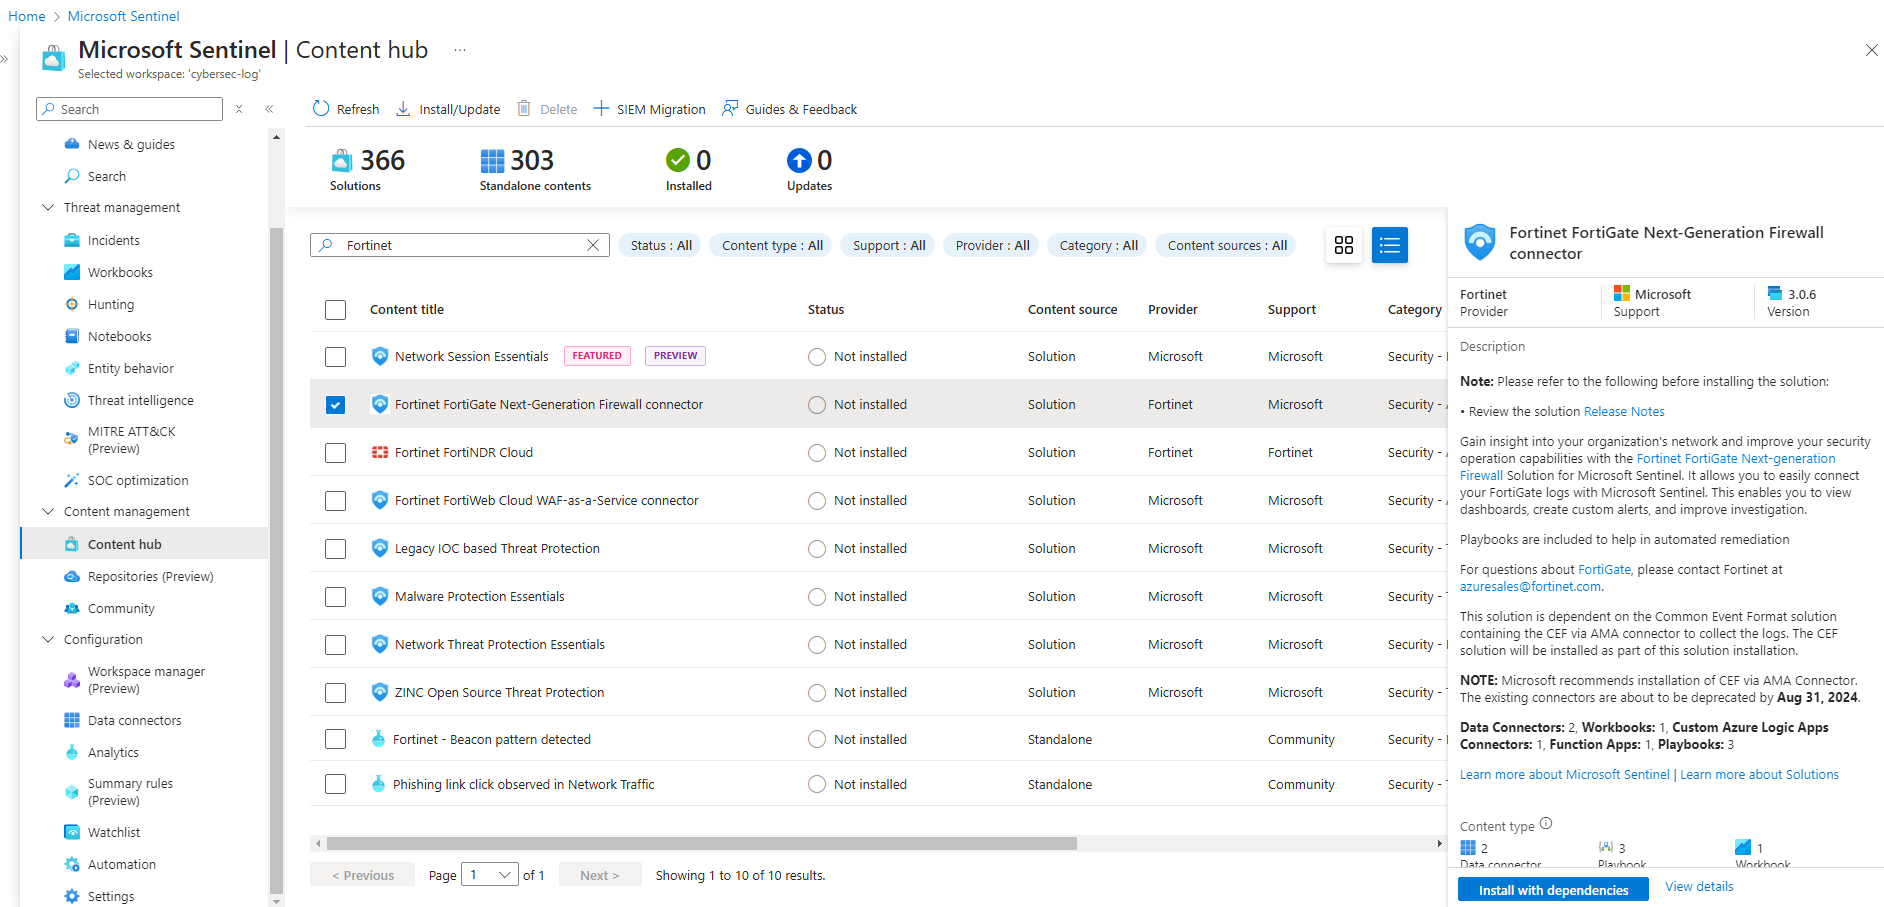 Home > Microsoft Sentinel
Microsoft Sentinel | Content hub ...
Selected workspace: 'cybersec-log'
Search
News & guides
Search
Threat management
Incidents
Workbooks
Hunting
Notebooks
Entity behavior
Threat intelligence
MITRE ATT&CK
(Preview)
SOC optimization
Content management
Content hub
Repositories (Preview)
Community
Configuration
Workspace manager
(Preview)
Data connectors
Analytics
Summary rules
(Preview)
Watchlist
Automation
Settings
Refresh Install/Update Delete SIEM Migration Guides & Feedback
366 303 0 0
Solutions Standalone contents Installed Updates
Fortinet Status : All Content type : All Support : All Provider : All Category : All Content sources : All
Content title Status Content source Provider Support Category
Network Session Essentials FEATURED PREVIEW Not installed Solution Microsoft Microsoft Security -
Fortinet FortiGate Next-Generation Firewall connector Not installed Solution Fortinet Microsoft Security -
Fortinet FortiNDR Cloud Not installed Solution Fortinet Fortinet Security -
Fortinet FortiWeb Cloud WAF-as-a-Service connector Not installed Solution Microsoft Microsoft Security -
Legacy IOC based Threat Protection Not installed Solution Microsoft Microsoft Security -
Malware Protection Essentials Not installed Solution Microsoft Microsoft Security -
Network Threat Protection Essentials Not installed Solution Microsoft Microsoft Security -
ZINC Open Source Threat Protection Not installed Solution Microsoft Microsoft Security -
Fortinet - Beacon pattern detected Not installed Standalone Community Security -
Phishing link click observed in Network Traffic Not installed Standalone Community Security -
< Previous Page 1 of 1 Next > Showing 1 to 10 of 10 results.
Fortinet FortiGate Next-Generation Firewall
connector
Fortinet Microsoft 3.0.6
Provider Support Version
Description
Note: Please refer to the following before installing the solution:
• Review the solution Release Notes
Gain insight into your organization's network and improve your security
operation capabilities with the Fortinet FortiGate Next-generation
Firewall Solution for Microsoft Sentinel. It allows you to easily connect
your FortiGate logs with Microsoft Sentinel. This enables you to view
dashboards, create custom alerts, and improve investigation.
Playbooks are included to help in automated remediation
For questions about FortiGate, please contact Fortinet at
azuresales@fortinet.com.
This solution is dependent on the Common Event Format solution
containing the CEF via AMA connector to collect the logs. The CEF
solution will be installed as part of this solution installation.
NOTE: Microsoft recommends installation of CEF via AMA Connector.
The existing connectors are about to be deprecated by Aug 31, 2024.
Data Connectors: 2, Workbooks: 1, Custom Azure Logic Apps
Connectors: 1, Function Apps: 1, Playbooks: 3
Learn more about Microsoft Sentinel | Learn more about Solutions
Content type
2 3 1
Data connector Playbook Workbook
Install with dependencies View details